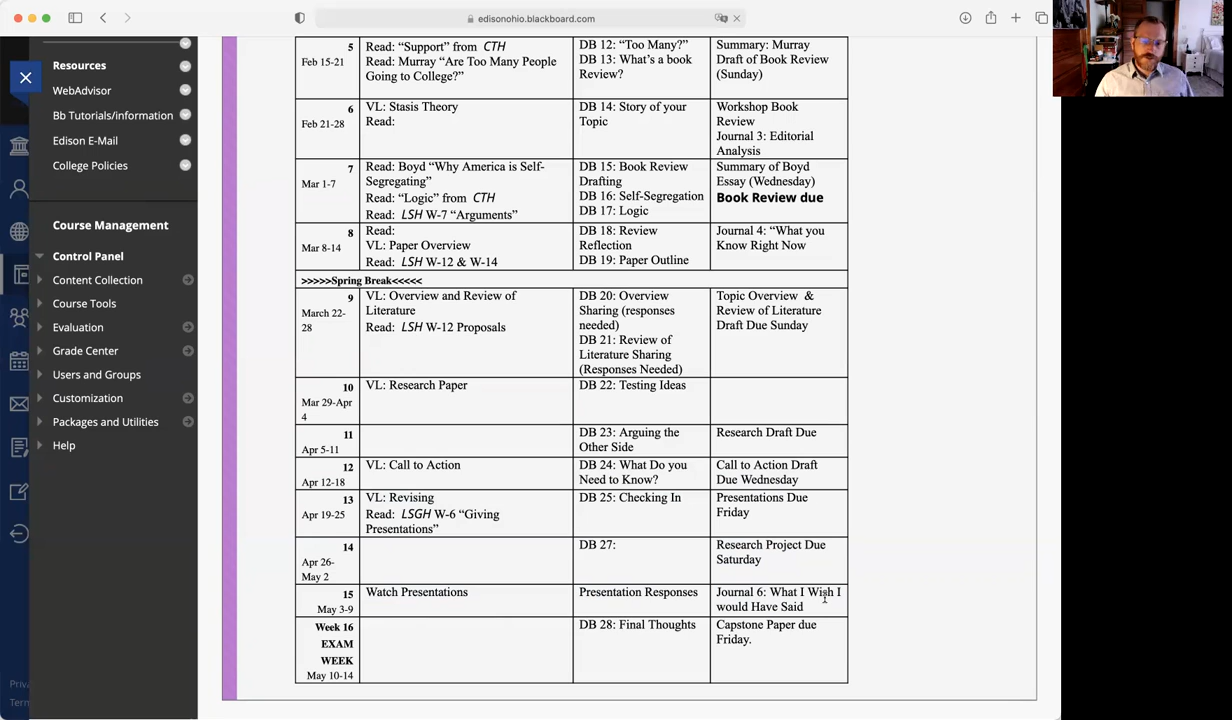 edisonohio.blackboard.com
Resources
WebAdvisor
Bb Tutorials/information
Edison E-Mail
College Policies
Course Management
Control Panel
Content Collection
Course Tools
Evaluation
Grade Center
Users and Groups
Customization
Packages and Utilities
Help
Priva
Term
5
Feb 15-21
Read: “Support” from CTH
Read: Murray “Are Too Many People
Going to College?”
DB 12: “Too Many?”
DB 13: What’s a book
Review?
Summary: Murray
Draft of Book Review
(Sunday)
6
Feb 21-28
VL: Stasis Theory
Read:
DB 14: Story of your
Topic
Workshop Book
Review
Journal 3: Editorial
Analysis
7
Mar 1-7
Read: Boyd “Why America is Self-
Segregating”
Read: “Logic” from CTH
Read: LSH W-7 “Arguments”
DB 15: Book Review
Drafting
DB 16: Self-Segregation
DB 17: Logic
Summary of Boyd
Essay (Wednesday)
Book Review due
8
Mar 8-14
Read:
VL: Paper Overview
Read: LSH W-12 & W-14
DB 18: Review
Reflection
DB 19: Paper Outline
Journal 4: “What you
Know Right Now
>>>>>Spring Break<<<<<
9
March 22-
28
VL: Overview and Review of
Literature
Read: LSH W-12 Proposals
DB 20: Overview
Sharing (responses
needed)
DB 21: Review of
Literature Sharing
(Responses Needed)
Topic Overview &
Review of Literature
Draft Due Sunday
10
Mar 29-Apr
4
VL: Research Paper
DB 22: Testing Ideas
11
Apr 5-11
DB 23: Arguing the
Other Side
Research Draft Due
12
Apr 12-18
VL: Call to Action
DB 24: What Do you
Need to Know?
Call to Action Draft
Due Wednesday
13
Apr 19-25
VL: Revising
Read: LSGH W-6 “Giving
Presentations”
DB 25: Checking In
Presentations Due
Friday
14
Apr 26-
May 2
DB 27:
Research Project Due
Saturday
15
May 3-9
Watch Presentations
Presentation Responses
Journal 6: What I Wish I
would Have Said
Week 16
EXAM
WEEK
May 10-14
DB 28: Final Thoughts
Capstone Paper due
Friday.